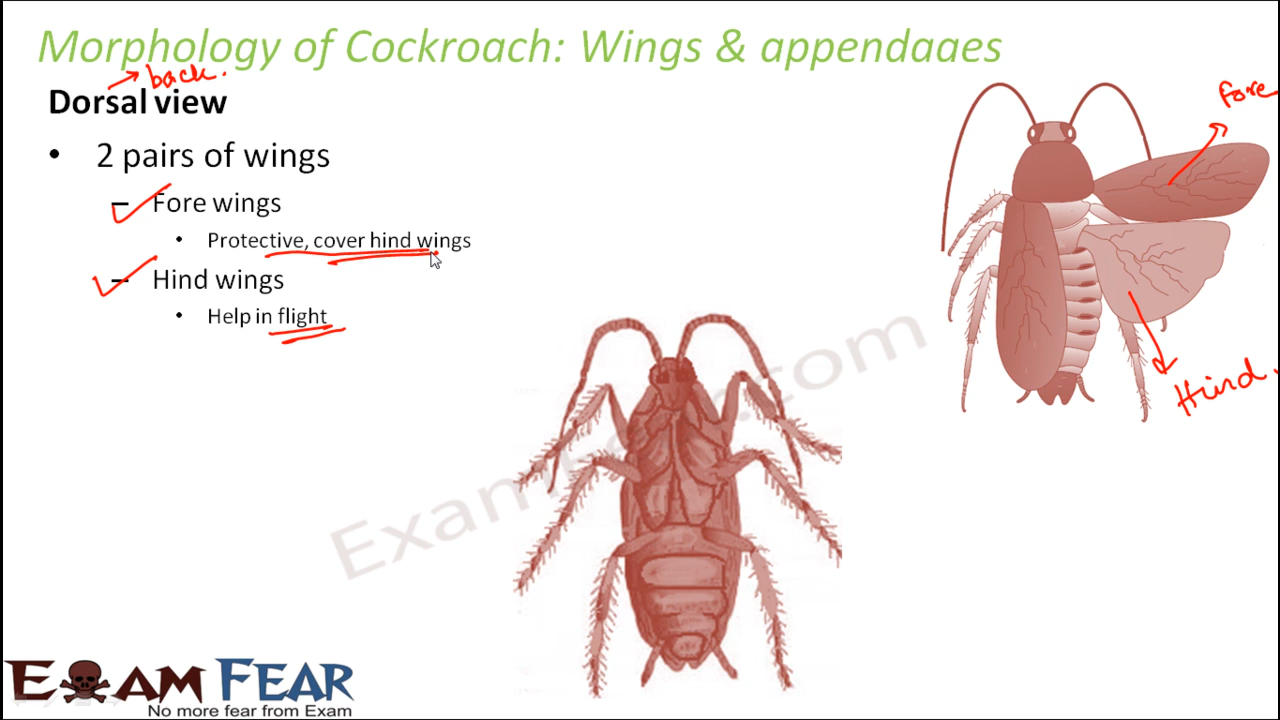 Morphology of Cockroach: Wings & appendaaes
back.
Dorsal view
• 2 pairs of wings
– Fore wings
• Protective, cover hind wings
– Hind wings
• Help in flight
Fore
Hind.
ExamFear.com
EXAM FEAR
No more fear from Exam